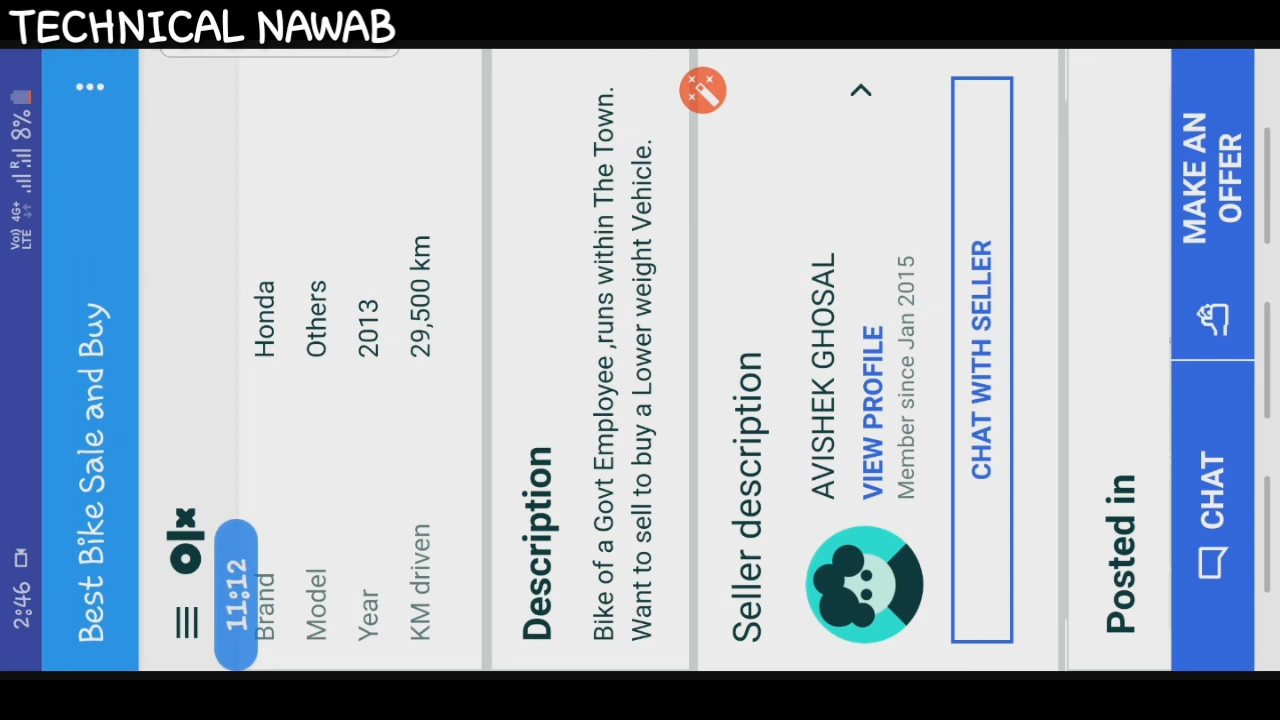 TECHNICAL NAWAB
2:46 Vo)) LTE 4G+ R 8%
Best Bike Sale and Buy
olx
11:12
Brand Honda
Model Others
Year 2013
KM driven 29,500 km
Description
Bike of a Govt Employee ,runs within The Town.
Want to sell to buy a Lower weight Vehicle.
Seller description
AVISHEK GHOSAL
VIEW PROFILE
Member since Jan 2015
CHAT WITH SELLER
Posted in
CHAT
MAKE AN
OFFER